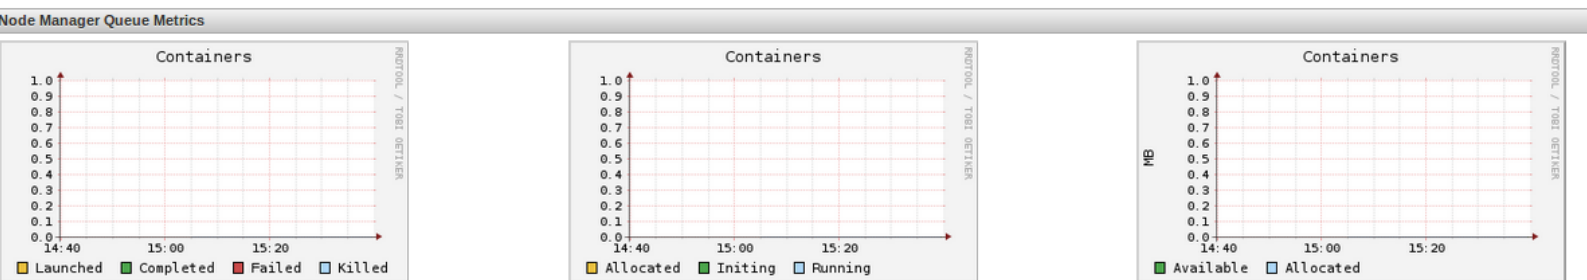 Node Manager Queue Metrics
Containers
RRDTOOL / TOBI OETIKER
1.0
0.9
0.8
0.7
0.6
0.5
0.4
0.3
0.2
0.1
0.0
14:40 15:00 15:20
Launched Completed Failed Killed
Containers
RRDTOOL / TOBI OETIKER
1.0
0.9
0.8
0.7
0.6
0.5
0.4
0.3
0.2
0.1
0.0
14:40 15:00 15:20
Allocated Initing Running
Containers
RRDTOOL / TOBI OETIKER
MB
1.0
0.9
0.8
0.7
0.6
0.5
0.4
0.3
0.2
0.1
0.0
14:40 15:00 15:20
Available Allocated